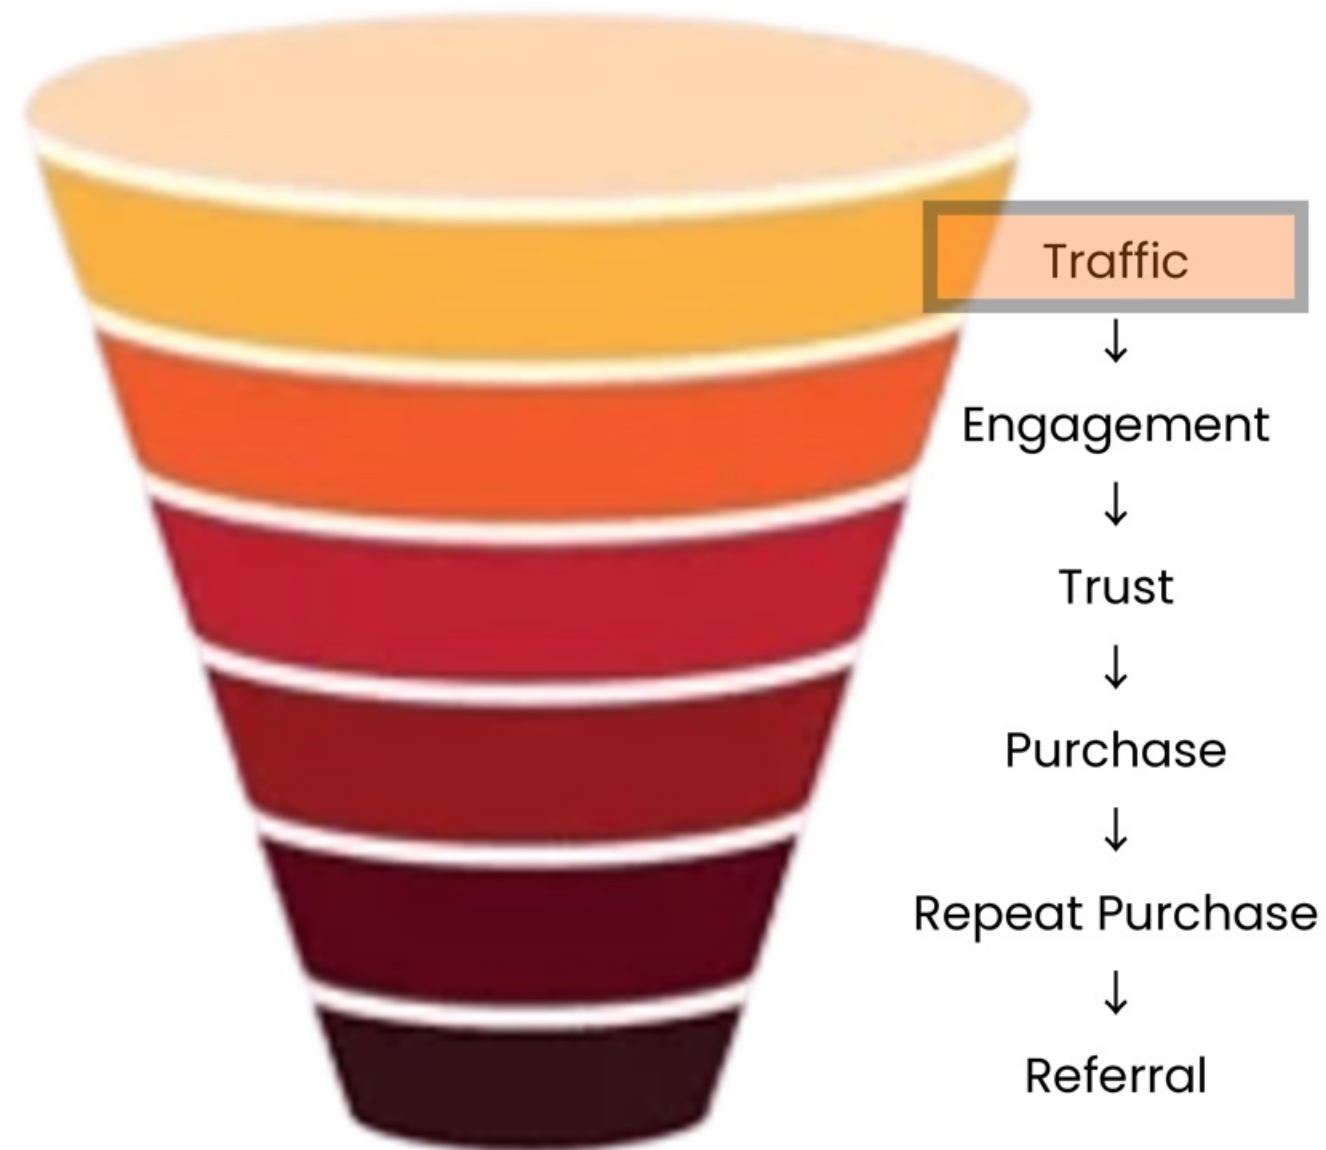 Traffic
↓
Engagement
↓
Trust
↓
Purchase
↓
Repeat Purchase
↓
Referral